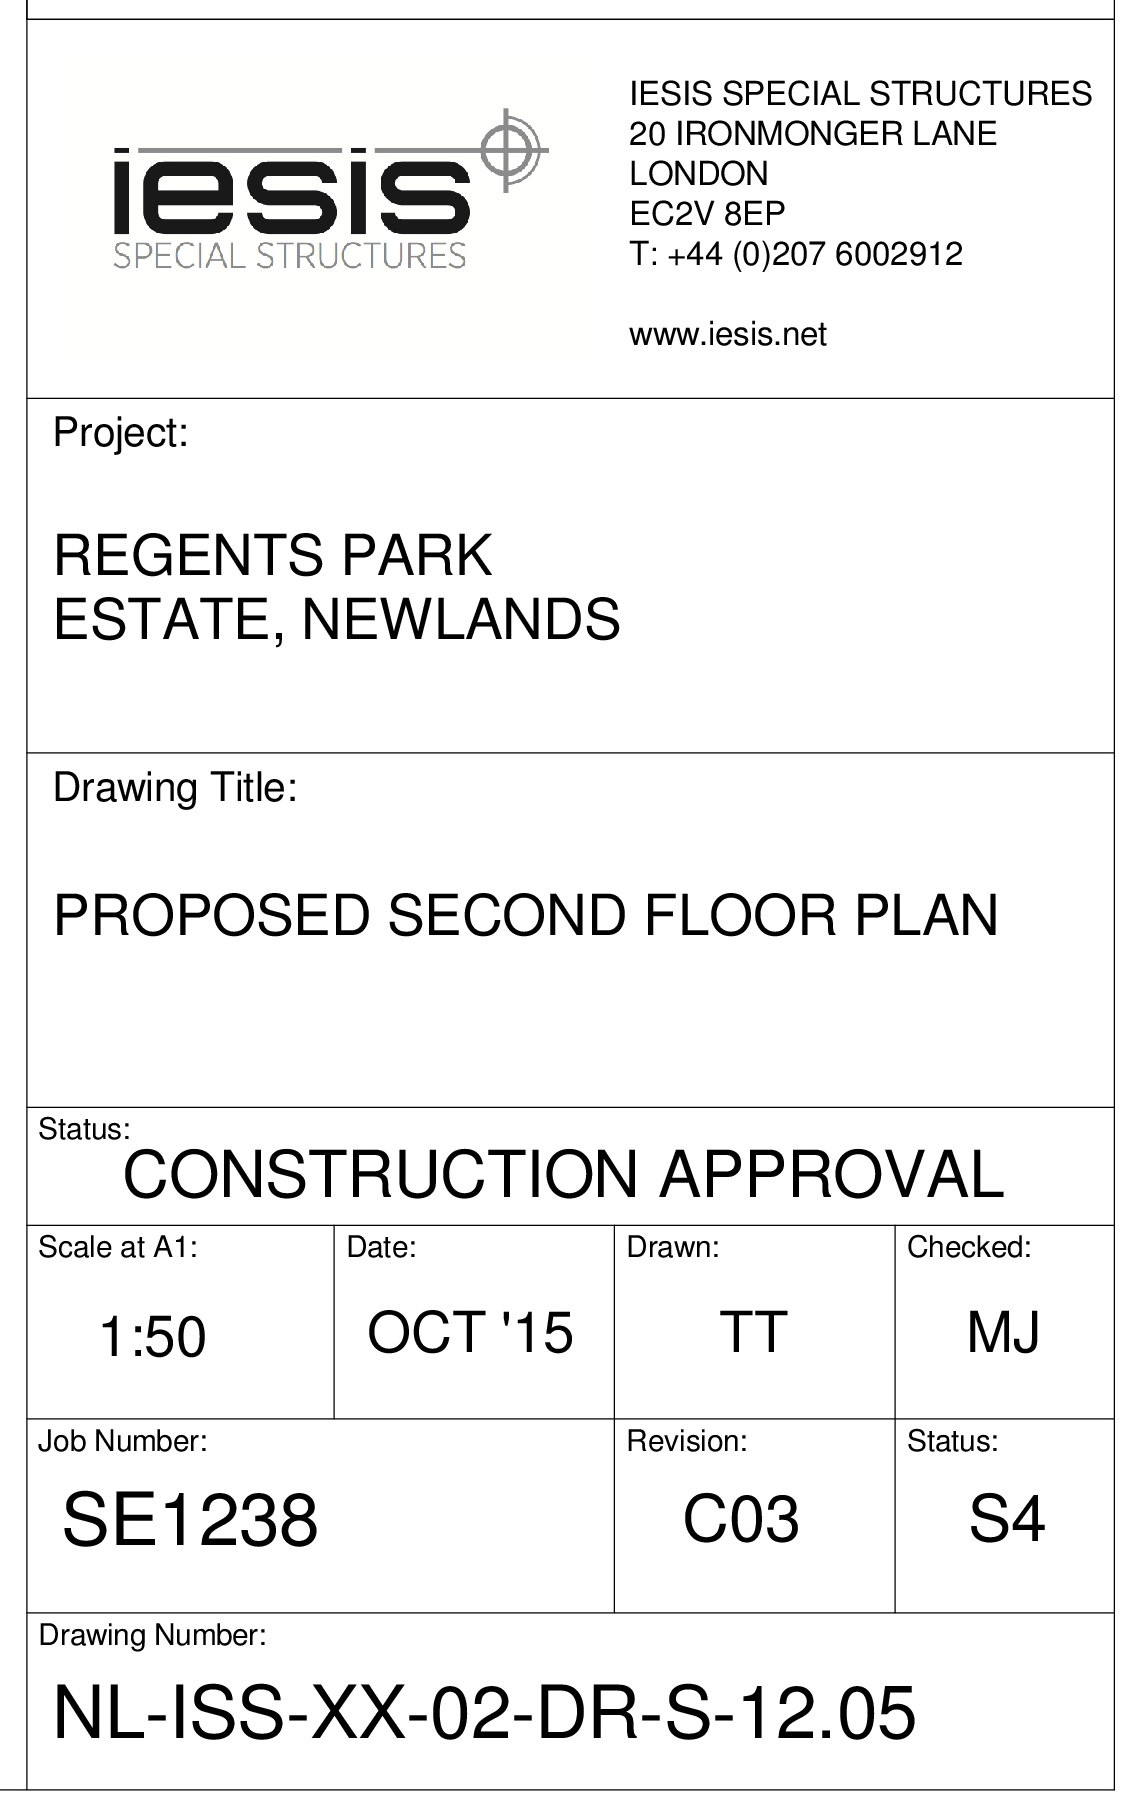 iesis
SPECIAL STRUCTURES
IESIS SPECIAL STRUCTURES
20 IRONMONGER LANE
LONDON
EC2V 8EP
T: +44 (0)207 6002912
www.iesis.net
Project:
REGENTS PARK
ESTATE, NEWLANDS
Drawing Title:
PROPOSED SECOND FLOOR PLAN
Status:
CONSTRUCTION APPROVAL
Scale at A1:
1:50
Date:
OCT '15
Drawn:
TT
Checked:
MJ
Job Number:
SE1238
Revision:
C03
Status:
S4
Drawing Number:
NL-ISS-XX-02-DR-S-12.05